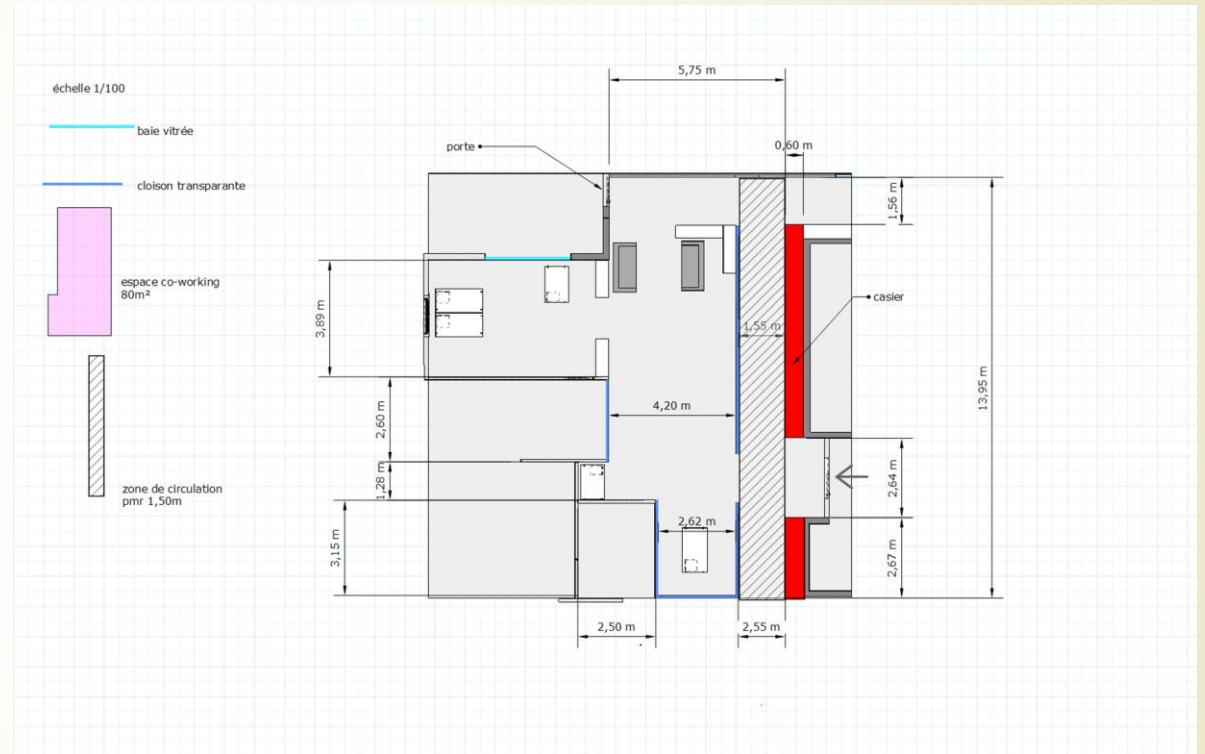 5,75 m
échelle 1/100
0,60 m
baie vitrée
porte
cloison transparante
1,56 m
espace co-working
80m²
casier
3,89 m
1,55 m
13,95 m
4,20 m
2,60 m
2,64 m
1,28 m
zone de circulation
pmr 1,50m
2,62 m
3,15 m
2,67 m
2,50 m
2,55 m